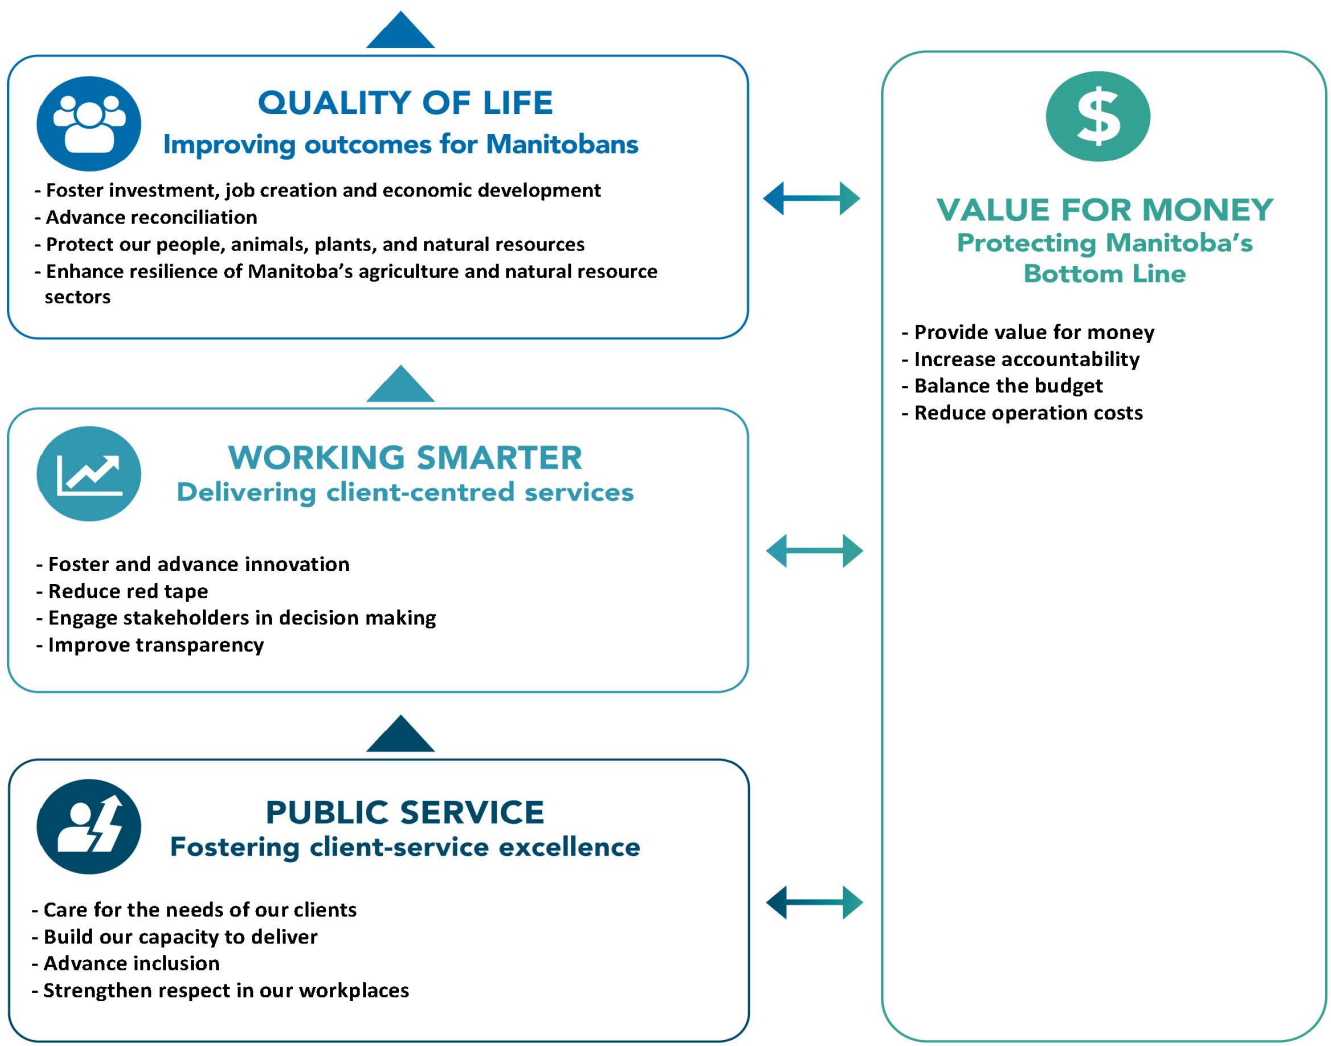 QUALITY OF LIFE
Improving outcomes for Manitobans
- Foster investment, job creation and economic development
- Advance reconciliation
- Protect our people, animals, plants, and natural resources
- Enhance resilience of Manitoba's agriculture and natural resource
sectors
WORKING SMARTER
Delivering client-centred services
- Foster and advance innovation
- Reduce red tape
- Engage stakeholders in decision making
- Improve transparency
PUBLIC SERVICE
Fostering client-service excellence
- Care for the needs of our clients
- Build our capacity to deliver
- Advance inclusion
- Strengthen respect in our workplaces
$
VALUE FOR MONEY
Protecting Manitoba's
Bottom Line
- Provide value for money
- Increase accountability
- Balance the budget
- Reduce operation costs